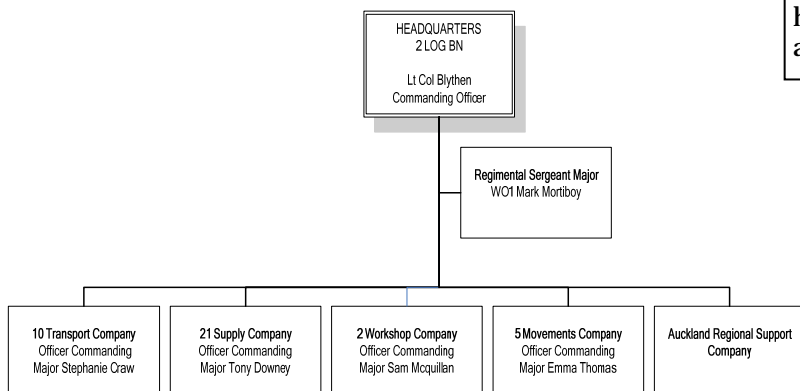 HEADQUARTERS
2 LOG BN
Lt Col Blythen
Commanding Officer
Regimental Sergeant Major
WO1 Mark Mortiboy
10 Transport Company
Officer Commanding
Major Stephanie Craw
21 Supply Company
Officer Commanding
Major Tony Downey
2 Workshop Company
Officer Commanding
Major Sam Mcquillan
5 Movements Company
Officer Commanding
Major Emma Thomas
Auckland Regional Support
Company